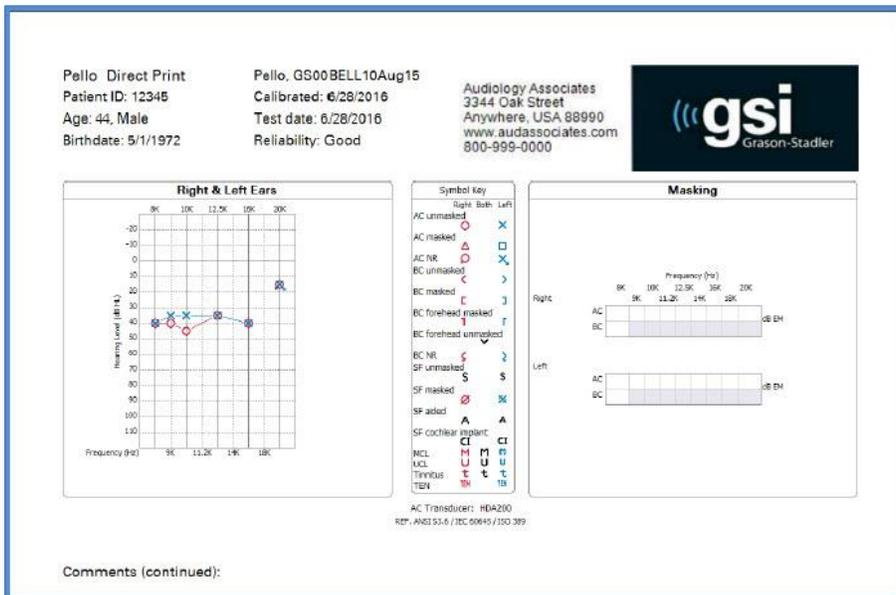 Pello Direct Print
Patient ID: 12345
Age: 44, Male
Birthdate: 5/1/1972
Pello, GS00BELL10Aug15
Calibrated: 6/28/2016
Test date: 6/28/2016
Reliability: Good
Audiology Associates
3344 Oak Street
Anywhere, USA 88990
www.audassociates.com
800-999-0000
gsi
Grason-Stadler
Right & Left Ears
8K 10K 12.5K 16K 20K
-20
-10
0
10
20
30
40
50
60
70
80
90
100
110
Hearing Level (dB HL)
Frequency (Hz) 9K 11.2K 14K 18K
Symbol Key
Right Both Left
AC unmasked
AC masked
AC NR
BC unmasked
BC masked
BC forehead masked
BC forehead unmasked
BC NR
SF unmasked
S S
SF masked
SF aided
A A
SF cochlear implant
CI CI
MCL M M M
UCL U U U
Tinnitus t t t
TEN TEN TEN
AC Transducer: HDA200
REF. ANSI S3.6 / IEC 60645 / ISO 389
Masking
Frequency (Hz)
8K 10K 12.5K 16K 20K
9K 11.2K 14K 18K
Right
AC
BC
dB EM
Left
AC
BC
dB EM
Comments (continued):